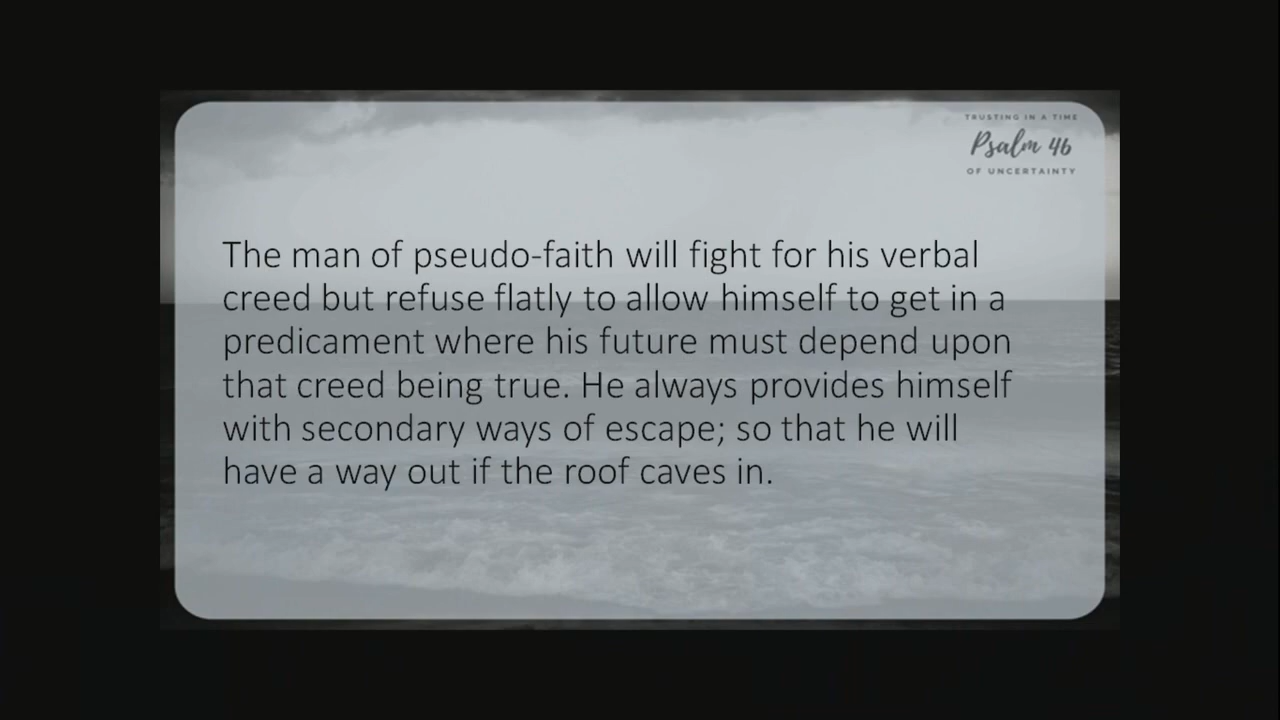 TRUSTING IN A TIME
Psalm 46
OF UNCERTAINTY
The man of pseudo-faith will fight for his verbal
creed but refuse flatly to allow himself to get in a
predicament where his future must depend upon
that creed being true. He always provides himself
with secondary ways of escape; so that he will
have a way out if the roof caves in.